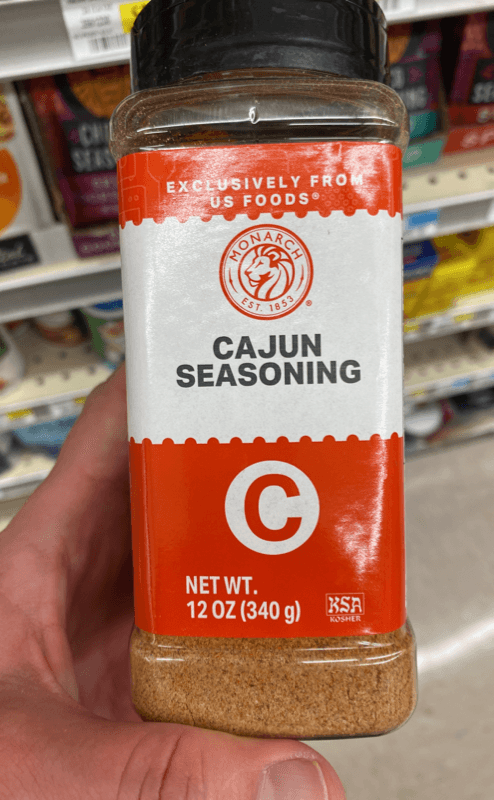 EXCLUSIVELY FROM
US FOODS®
MONARCH
EST. 1853
®
CAJUN
SEASONING
C
NET WT.
12 OZ (340 g)
KSA
KOSHER